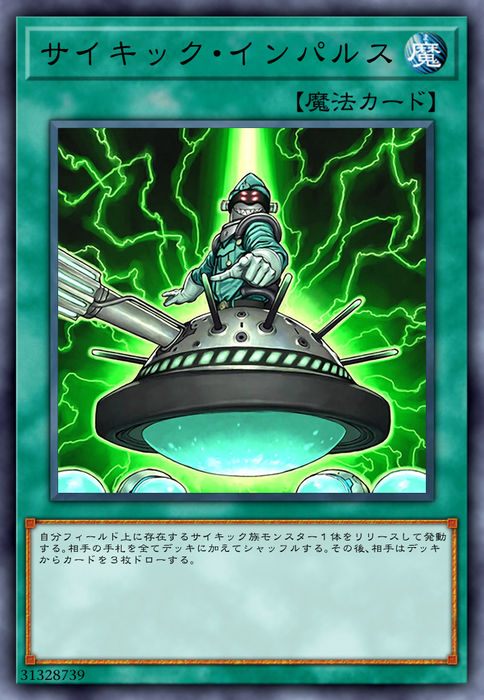 サイキック・インパルス
魔
【魔法カード】
自分フィールド上に存在するサイキック族モンスター１体をリリースして発動
する。相手の手札を全てデッキに加えてシャッフルする。その後、相手はデッキ
からカードを３枚ドローする。
31328739